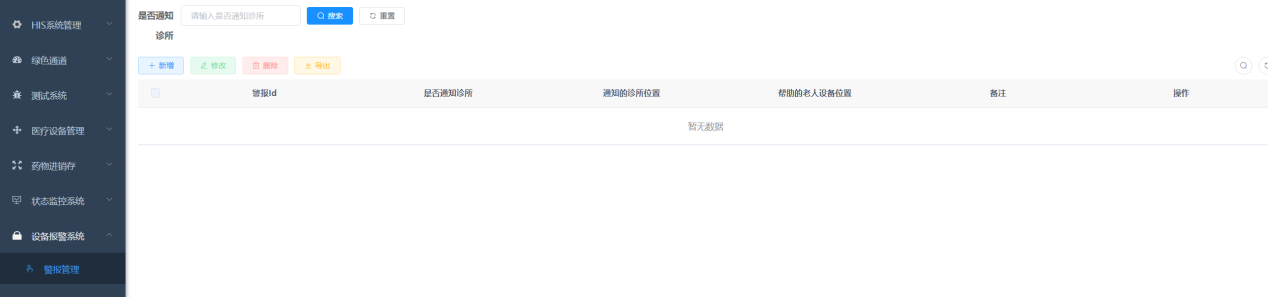 HIS系统管理
绿色通道
测试系统
医疗设备管理
药物进销存
状态监控系统
设备报警系统
警报管理
是否通知诊所 请输入是否通知诊所 搜索 重置
新增 修改 删除 导出
警报Id 是否通知诊所 通知的诊所位置 帮助的老人设备位置 备注 操作
暂无数据